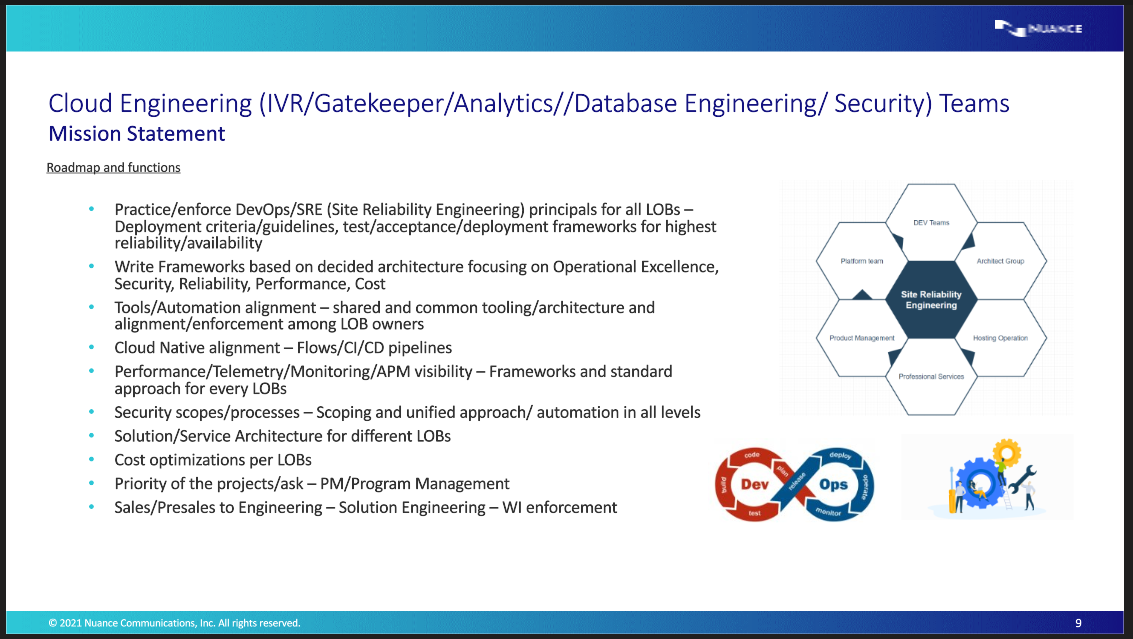 NUANCE
Cloud Engineering (IVR/Gatekeeper/Analytics//Database Engineering/ Security) Teams
Mission Statement
Roadmap and functions
• Practice/enforce DevOps/SRE (Site Reliability Engineering) principals for all LOBs –
Deployment criteria/guidelines, test/acceptance/deployment frameworks for highest
reliability/availability
• Write Frameworks based on decided architecture focusing on Operational Excellence,
Security, Reliability, Performance, Cost
• Tools/Automation alignment – shared and common tooling/architecture and
alignment/enforcement among LOB owners
• Cloud Native alignment – Flows/CI/CD pipelines
• Performance/Telemetry/Monitoring/APM visibility – Frameworks and standard
approach for every LOBs
• Security scopes/processes – Scoping and unified approach/ automation in all levels
• Solution/Service Architecture for different LOBs
• Cost optimizations per LOBs
• Priority of the projects/ask – PM/Program Management
• Sales/Presales to Engineering – Solution Engineering – WI enforcement
DEV Teams
Platform team
Architect Group
Site Reliability
Engineering
Product Management
Hosting Operation
Professional Services
code
plan
build
Dev
test
release
deploy
Ops
operate
monitor
© 2021 Nuance Communications, Inc. All rights reserved.
9